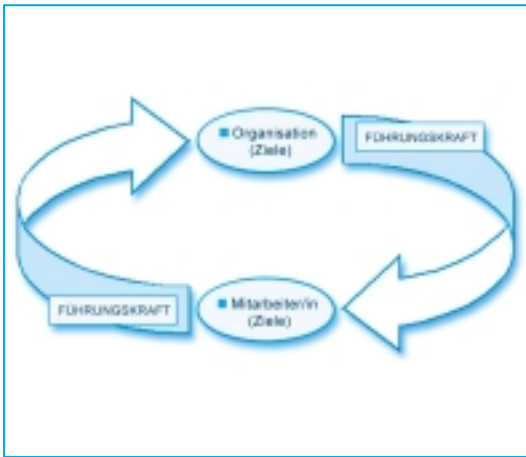 Organisation
(Ziele)
FÜHRUNGSKRAFT
Mitarbeiter/in
(Ziele)
FÜHRUNGSKRAFT